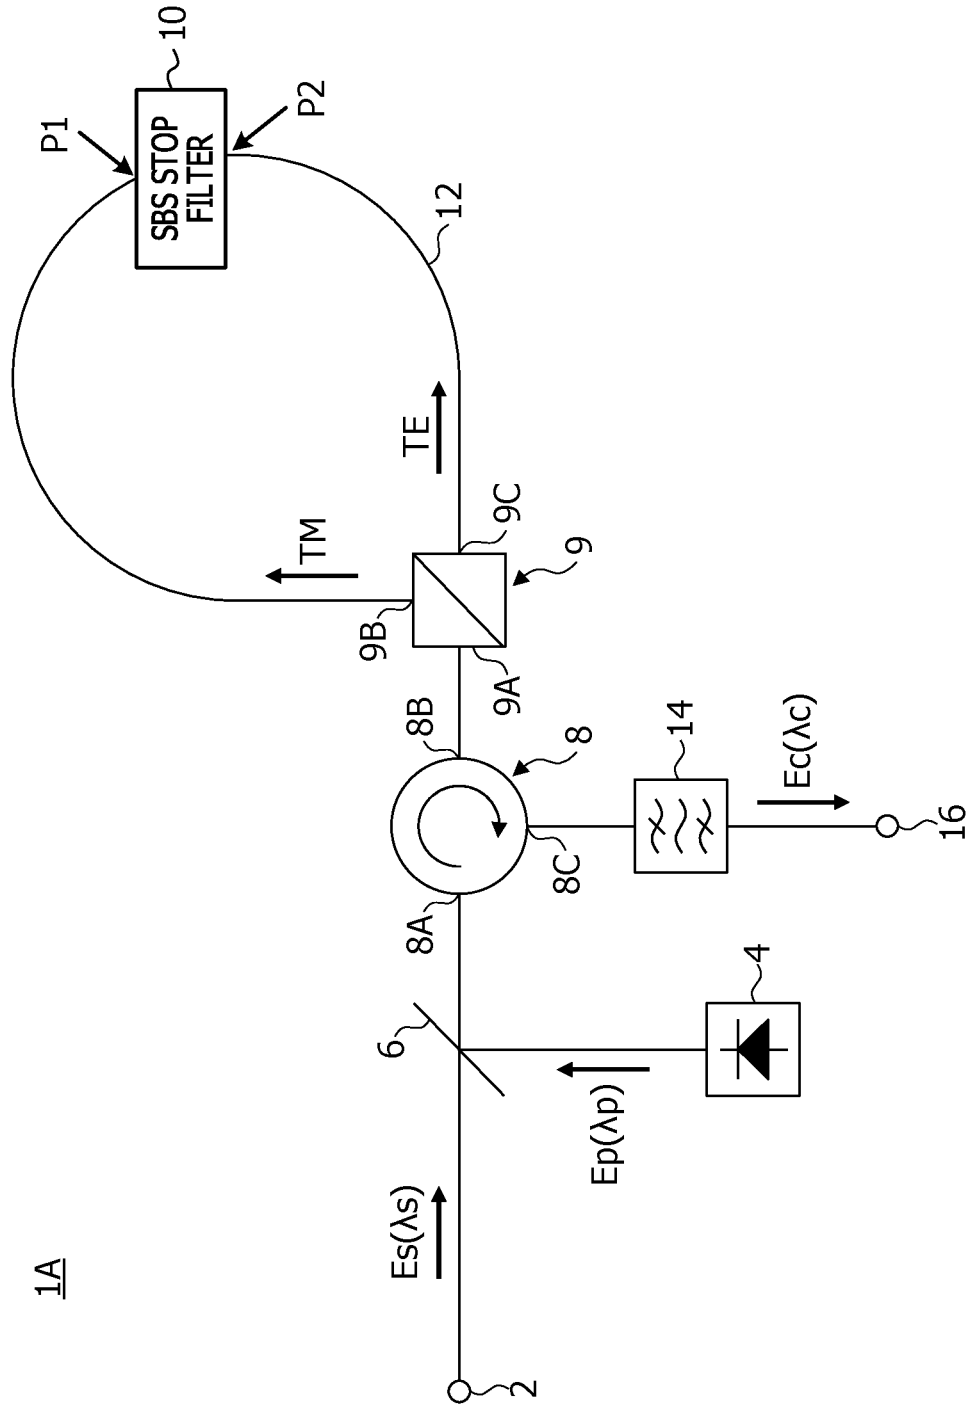 1A
2
Es(λs)
6
Ep(λp)
4
8A
8B
8C
8
14
Ec(λc)
16
9A
9B
9C
9
TM
TE
12
P1
SBS STOP
FILTER
10
P2